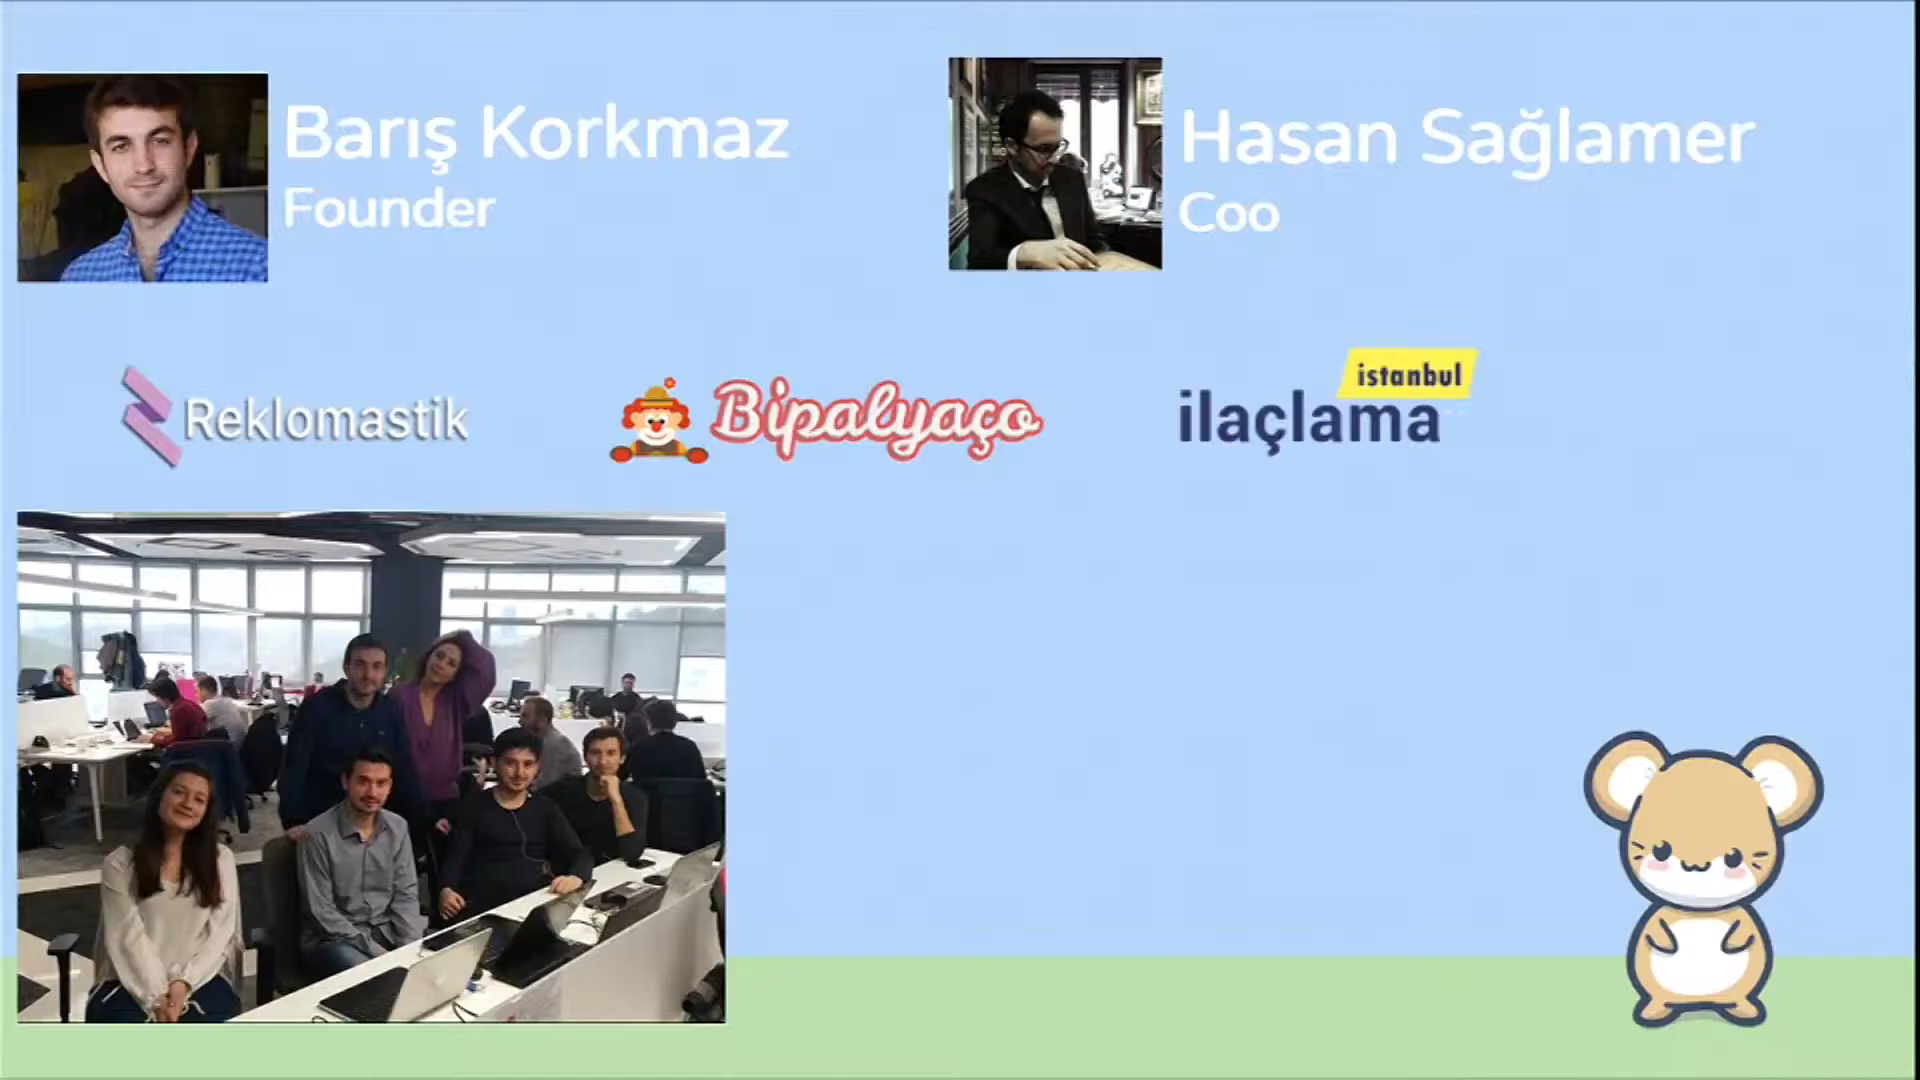 Barış Korkmaz
Founder
Hasan Sağlamer
Coo
Reklomastik
Bipalyaço
istanbul
ilaçlama